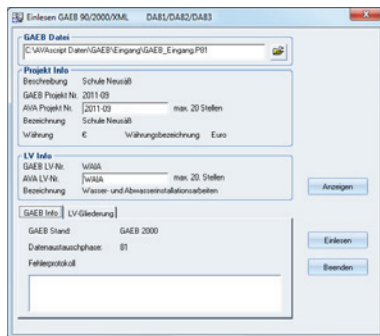 Einlesen GAEB 90/2000/XML DA81/DA82/DA83
GAEB Datei
C:\AVAscript Daten\GAEB\Eingang\GAEB_Eingang.P81
Projekt Info
Beschreibung Schule Neusäß
GAEB Projekt Nr. 2011-09
AVA Projekt Nr. 2011-09 max. 20 Stellen
Bezeichnung Schule Neusäß
Währung € Währungsbezeichnung Euro
LV Info
GAEB LV-Nr. WAIA
AVA LV-Nr. WAIA max. 20. Stellen
Bezeichnung Wasser- und Abwasserinstallationsarbeiten
Anzeigen
GAEB Info LV-Gliederung
GAEB Stand: GAEB 2000
Datenaustauschphase: 81
Einlesen
Fehlerprotokoll
Beenden